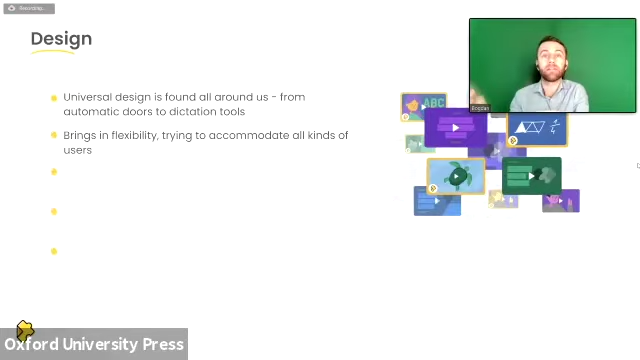 Recording...
Design
Universal design is found all around us - from
automatic doors to dictation tools
Brings in flexibility, trying to accommodate all kinds of
users
Bogdan
ABC
Oxford University Press